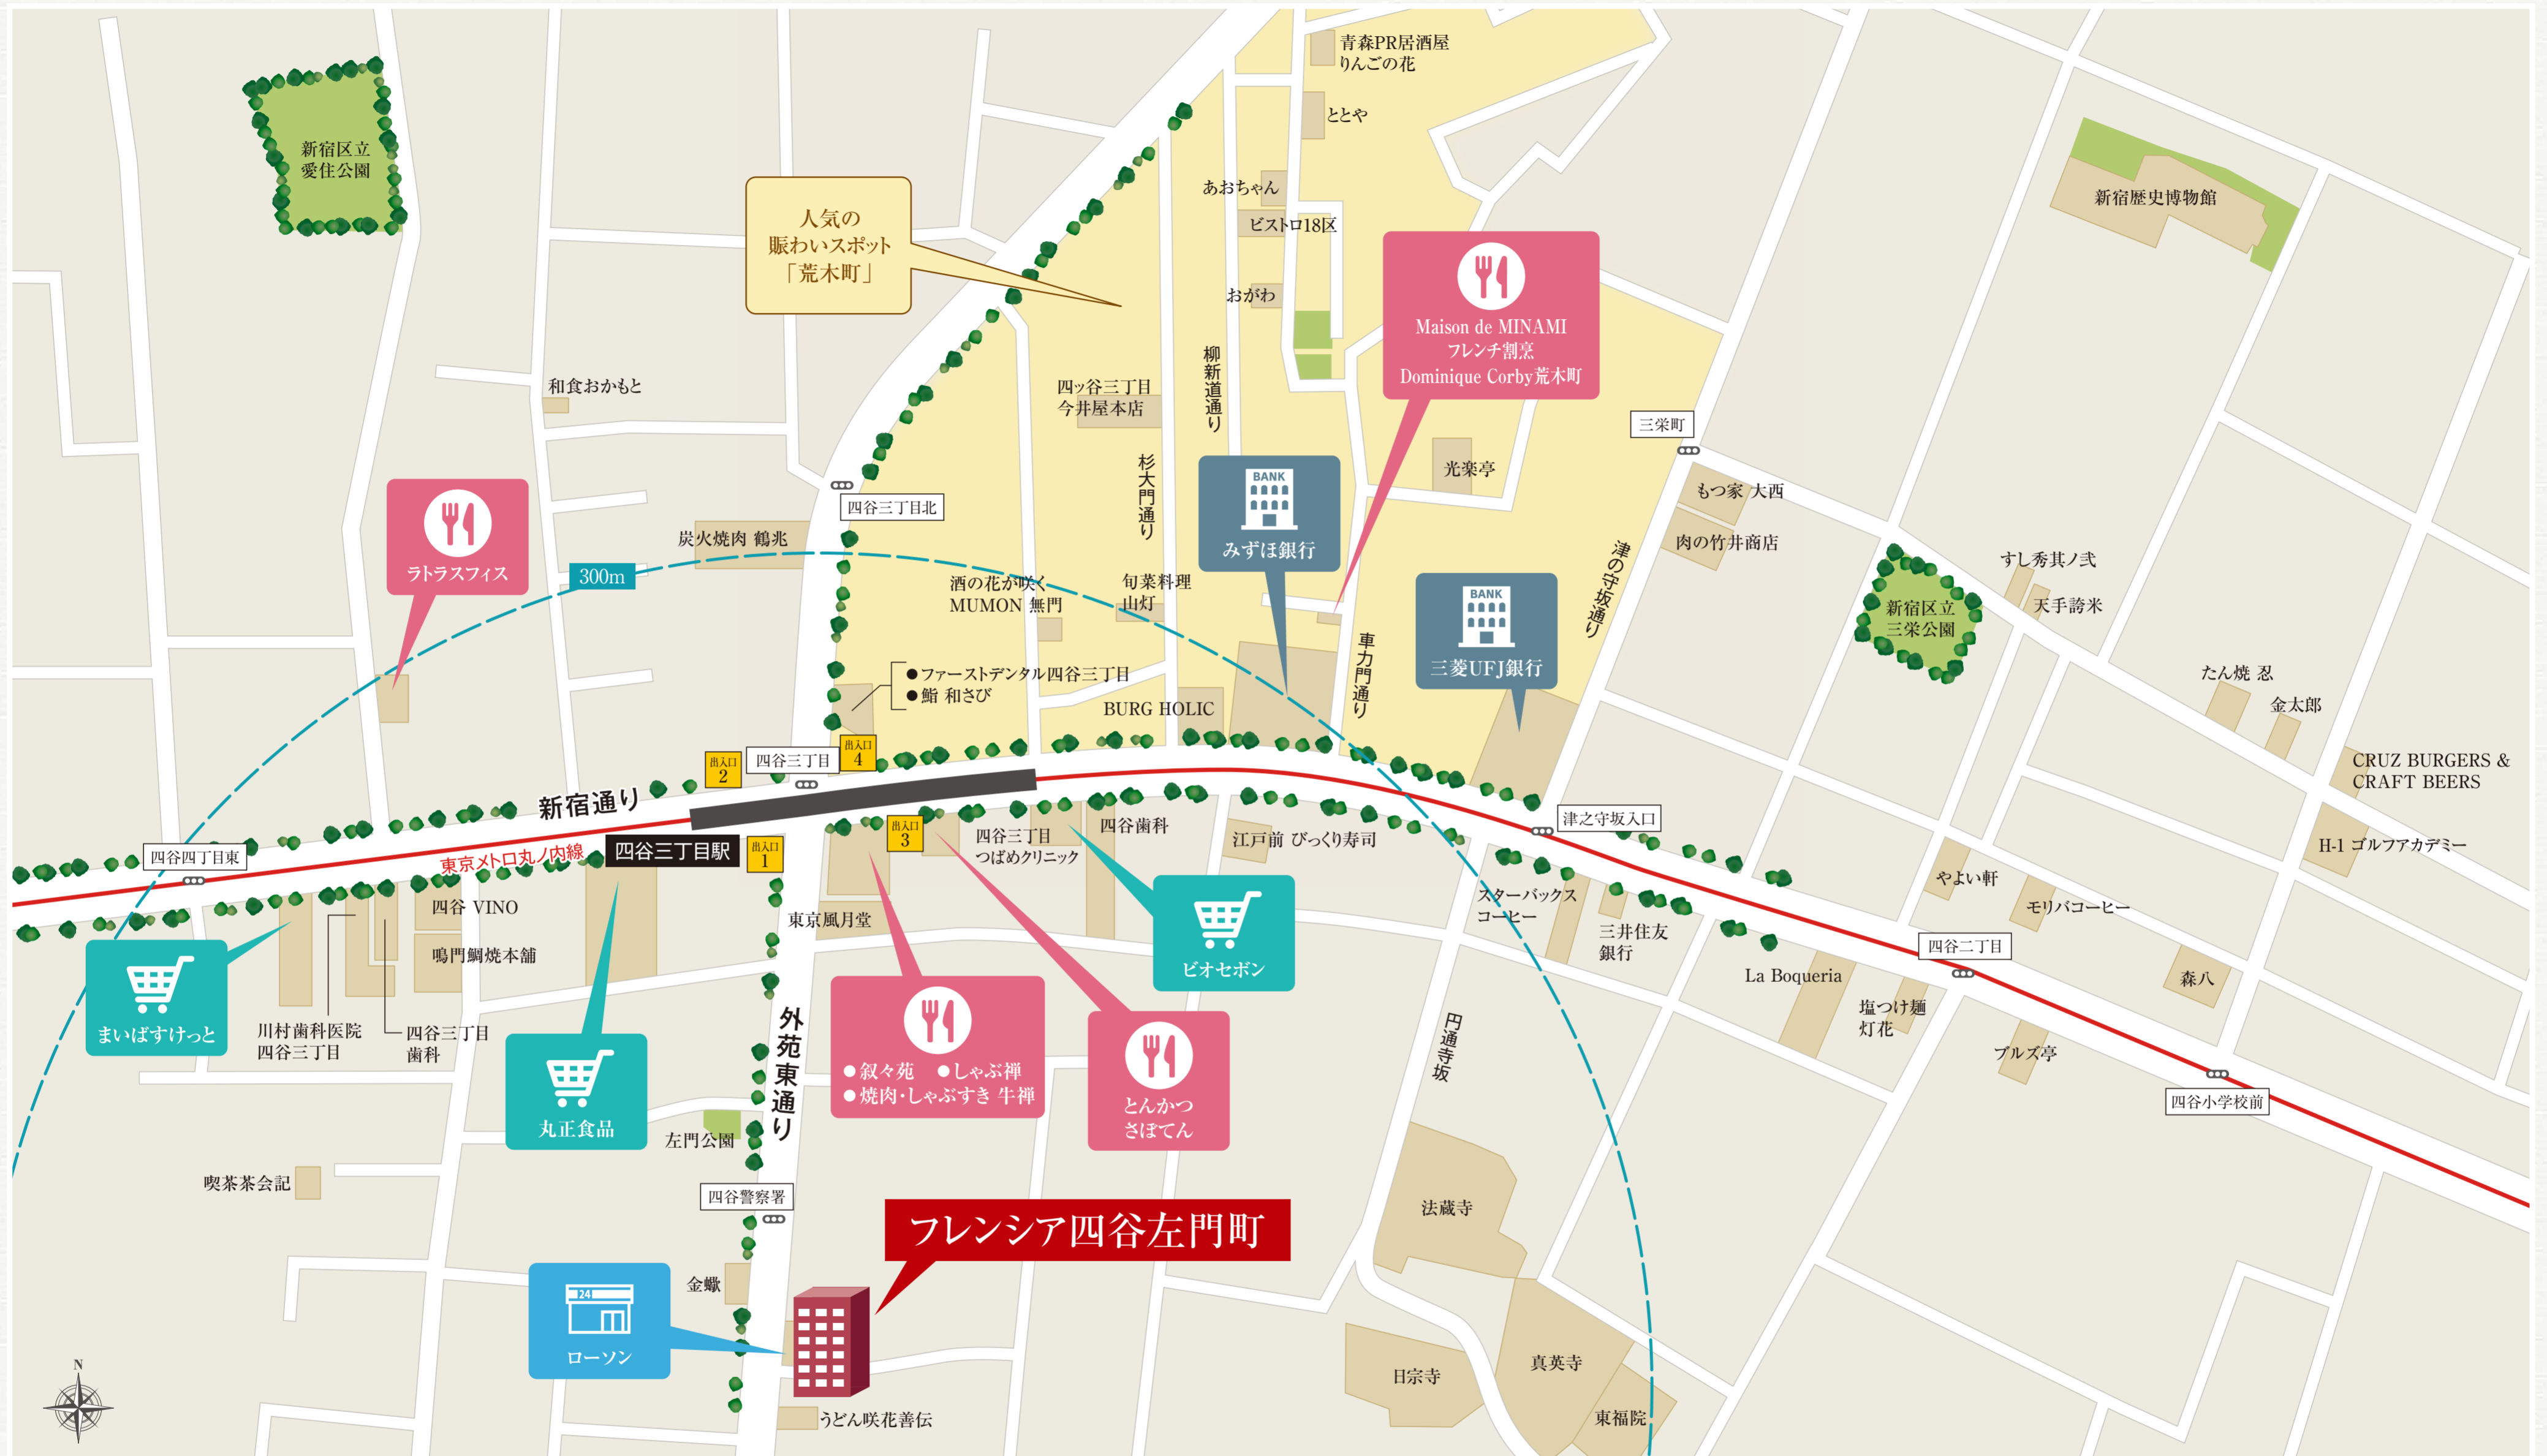 青森PR居酒屋
りんごの花
ととや
新宿区立
愛住公園
あおちゃん
ビストロ18区
新宿歴史博物館
人気の
賑わいスポット
「荒木町」
おがわ
Maison de MINAMI
フレンチ割烹
Dominique Corby荒木町
和食おかもと
四ッ谷三丁目
今井屋本店
柳新道通り
杉大門通り
三栄町
光楽亭
もつ家 大西
肉の竹井商店
四谷三丁目北
炭火焼肉 鶴兆
ラトラスフィス
300m
BANK
みずほ銀行
酒の花が咲く
MUMON 無門
旬菜料理
山灯
津の守坂通り
BANK
三菱UFJ銀行
車力門通り
すし秀其ノ弐
天手誇米
新宿区立
三栄公園
たん焼 忍
金太郎
CRUZ BURGERS &
CRAFT BEERS
●ファーストデンタル四谷三丁目
●鮨 和さび
BURG HOLIC
出入口
2
四谷三丁目
出入口
4
新宿通り
四谷四丁目東
東京メトロ丸ノ内線
四谷三丁目駅
出入口
1
出入口
3
四谷三丁目
つばめクリニック
四谷歯科
江戸前 びっくり寿司
津之守坂入口
H-1 ゴルフアカデミー
やよい軒
モリバコーヒー
四谷 VINO
鳴門鯛焼本舗
東京風月堂
スターバックス
コーヒー
三井住友
銀行
四谷二丁目
La Boqueria
塩つけ麺
灯花
森八
ブルズ亭
四谷小学校前
まいばすけっと
川村歯科医院
四谷三丁目
四谷三丁目
歯科
丸正食品
外苑東通り
ビオセボン
●叙々苑 ●しゃぶ禅
●焼肉・しゃぶすき 牛禅
とんかつ
さぼてん
円通寺坂
左門公園
喫茶茶会記
四谷警察署
フレンシア四谷左門町
法蔵寺
金蠍
24
ローソン
日宗寺
真英寺
東福院
うどん咲花善伝
N